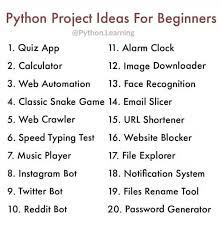 Python Project Ideas For Beginners
@Python.Learning
1. Quiz App
2. Calculator
3. Web Automation
4. Classic Snake Game
5. Web Crawler
6. Speed Typing Test
7. Music Player
8. Instagram Bot
9. Twitter Bot
10. Reddit Bot
11. Alarm Clock
12. Image Downloader
13. Face Recognition
14. Email Slicer
15. URL Shortener
16. Website Blocker
17. File Explorer
18. Notification System
19. Files Rename Tool
20. Password Generator